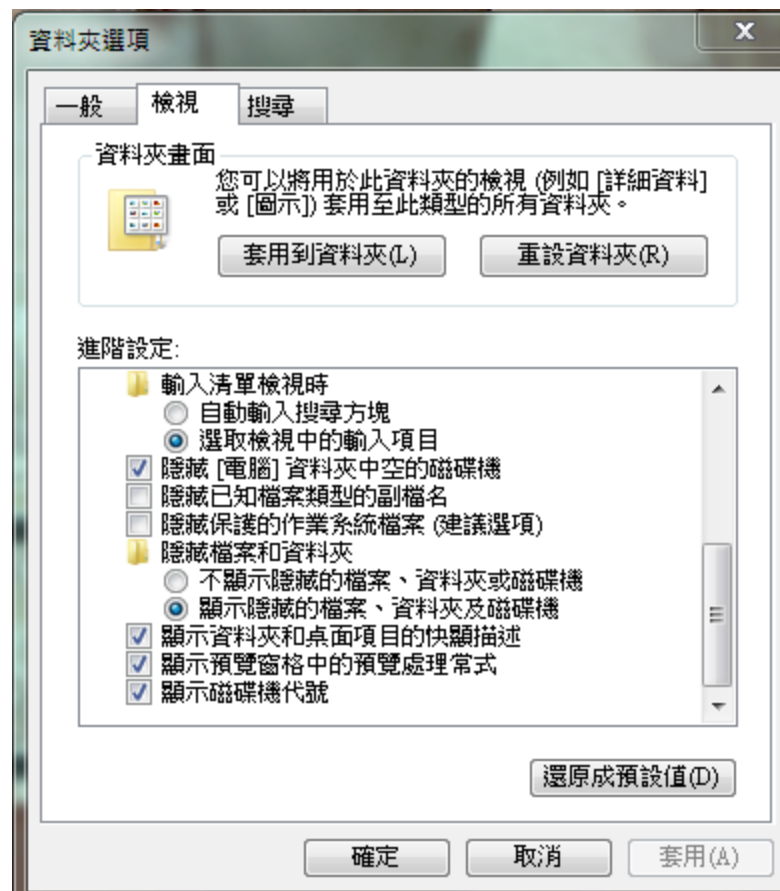 資料夾選項
一般 檢視 搜尋
資料夾畫面
您可以將用於此資料夾的檢視 (例如 [詳細資料]
或 [圖示]) 套用至此類型的所有資料夾。
套用到資料夾(L) 重設資料夾(R)
進階設定:
輸入清單檢視時
自動輸入搜尋方塊
選取檢視中的輸入項目
隱藏 [電腦] 資料夾中空的磁碟機
隱藏已知檔案類型的副檔名
隱藏保護的作業系統檔案 (建議選項)
隱藏檔案和資料夾
不顯示隱藏的檔案、資料夾或磁碟機
顯示隱藏的檔案、資料夾及磁碟機
顯示資料夾和桌面項目的快顯描述
顯示預覽窗格中的預覽處理常式
顯示磁碟機代號
還原成預設值(D)
確定 取消 套用(A)